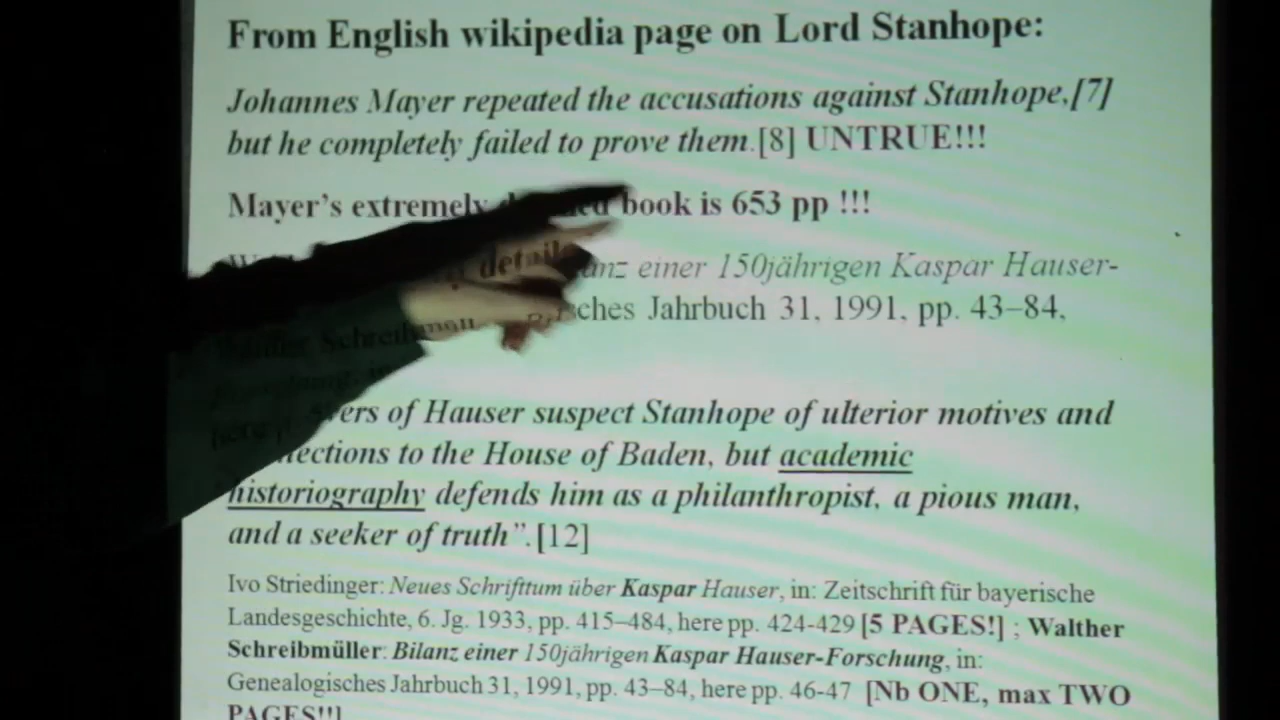 From English wikipedia page on Lord Stanhope:
Johannes Mayer repeated the accusations against Stanhope,[7]
but he completely failed to prove them.[8] UNTRUE!!!
Mayer's extremely book is 653 pp !!!
einer 150jährigen Kaspar Hauser-
Jahrbuch 31, 1991, pp. 43–84,
of Hauser suspect Stanhope of ulterior motives and
to the House of Baden, but academic
historiography defends him as a philanthropist, a pious man,
and a seeker of truth”.[12]
Ivo Striedinger: Neues Schrifttum über Kaspar Hauser, in: Zeitschrift für bayerische
Landesgeschichte, 6. Jg. 1933, pp. 415–484, here pp. 424-429 [5 PAGES!] ; Walther
Schreibmüller: Bilanz einer 150jährigen Kaspar Hauser-Forschung, in:
Genealogisches Jahrbuch 31, 1991, pp. 43–84, here pp. 46-47 [Nb ONE, max TWO
PAGES!!]